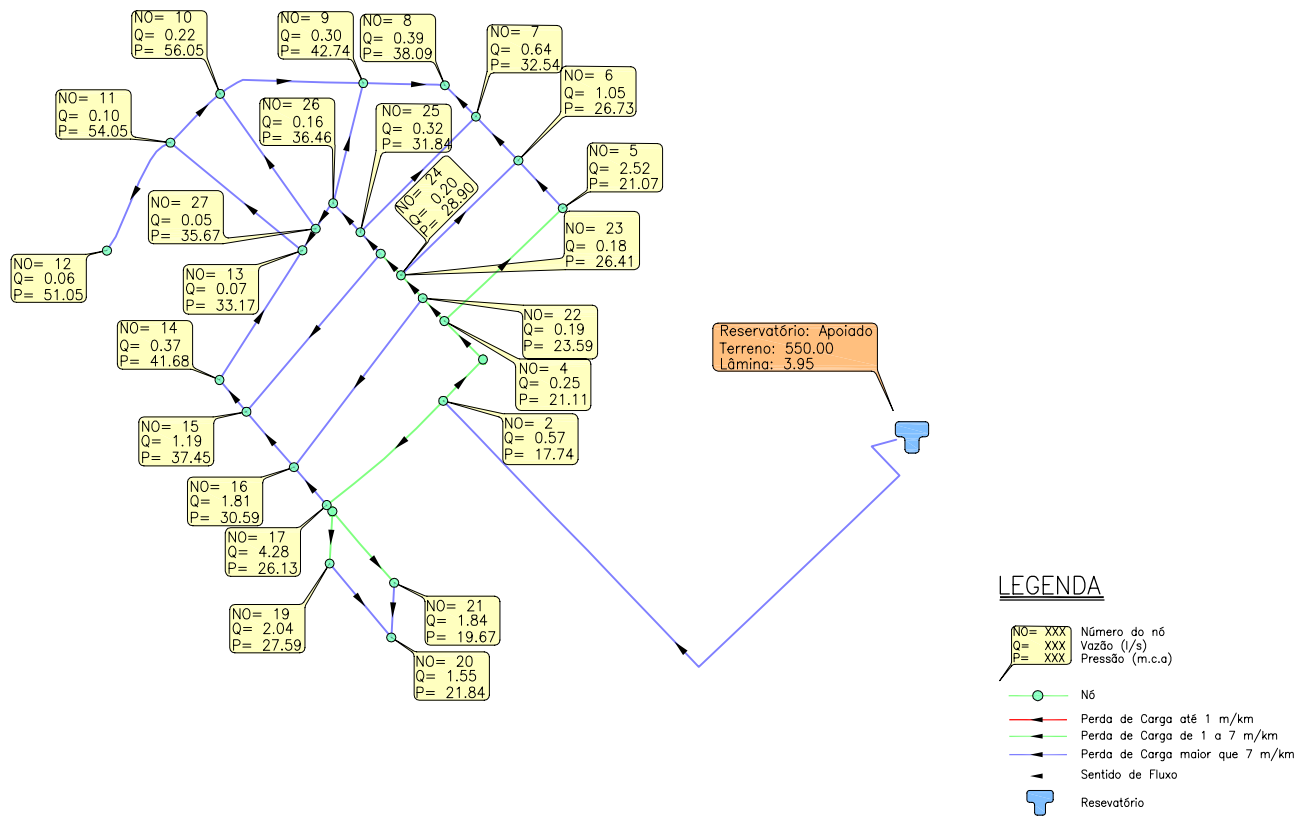 NO= 10
Q= 0.22
P= 56.05
NO= 9
Q= 0.30
P= 42.74
NO= 8
Q= 0.39
P= 38.09
NO= 7
Q= 0.64
P= 32.54
NO= 6
Q= 1.05
P= 26.73
NO= 11
Q= 0.10
P= 54.05
NO= 26
Q= 0.16
P= 36.46
NO= 25
Q= 0.32
P= 31.84
NO= 5
Q= 2.52
P= 21.07
NO= 24
Q= 0.20
P= 28.90
NO= 27
Q= 0.05
P= 35.67
NO= 23
Q= 0.18
P= 26.41
NO= 12
Q= 0.06
P= 51.05
NO= 13
Q= 0.07
P= 33.17
NO= 22
Q= 0.19
P= 23.59
NO= 14
Q= 0.37
P= 41.68
Reservatório: Apoiado
Terreno: 550.00
Lâmina: 3.95
NO= 4
Q= 0.25
P= 21.11
NO= 15
Q= 1.19
P= 37.45
NO= 2
Q= 0.57
P= 17.74
NO= 16
Q= 1.81
P= 30.59
NO= 17
Q= 4.28
P= 26.13
NO= 19
Q= 2.04
P= 27.59
NO= 21
Q= 1.84
P= 19.67
NO= 20
Q= 1.55
P= 21.84
LEGENDA
NO= XXX Número do nó
Q= XXX Vazão (l/s)
P= XXX Pressão (m.c.a)
Nó
Perda de Carga até 1 m/km
Perda de Carga de 1 a 7 m/km
Perda de Carga maior que 7 m/km
Sentido de Fluxo
Resevatório